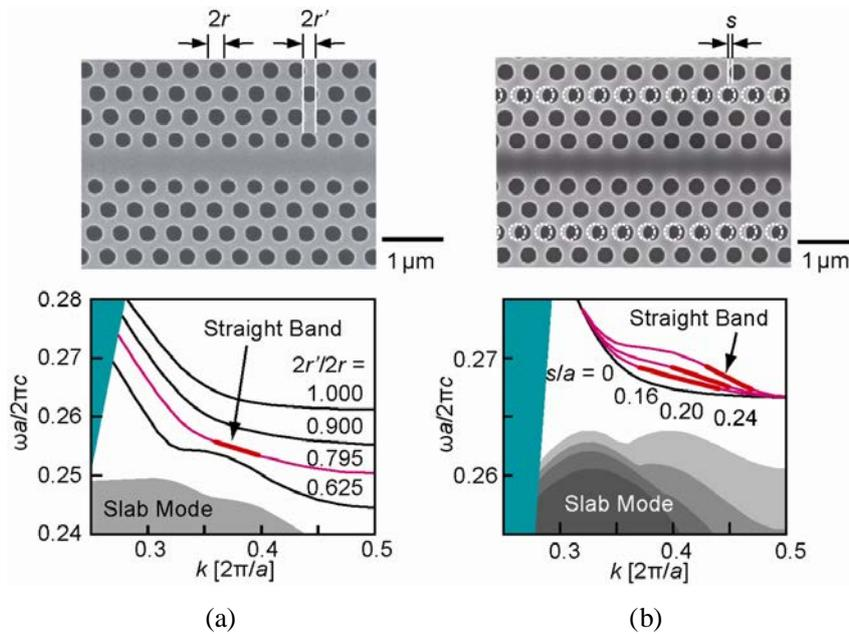 2r
2r'
s
1 μm
1 μm
0.28
0.27
0.26
0.25
0.24
ωa/2πc
Straight Band
2r'/2r =
1.000
0.900
0.795
0.625
Slab Mode
0.3
0.4
0.5
k [2π/a]
(a)
0.27
0.26
ωa/2πc
Straight Band
s/a = 0
0.16
0.20
0.24
Slab Mode
0.3
0.4
0.5
k [2π/a]
(b)